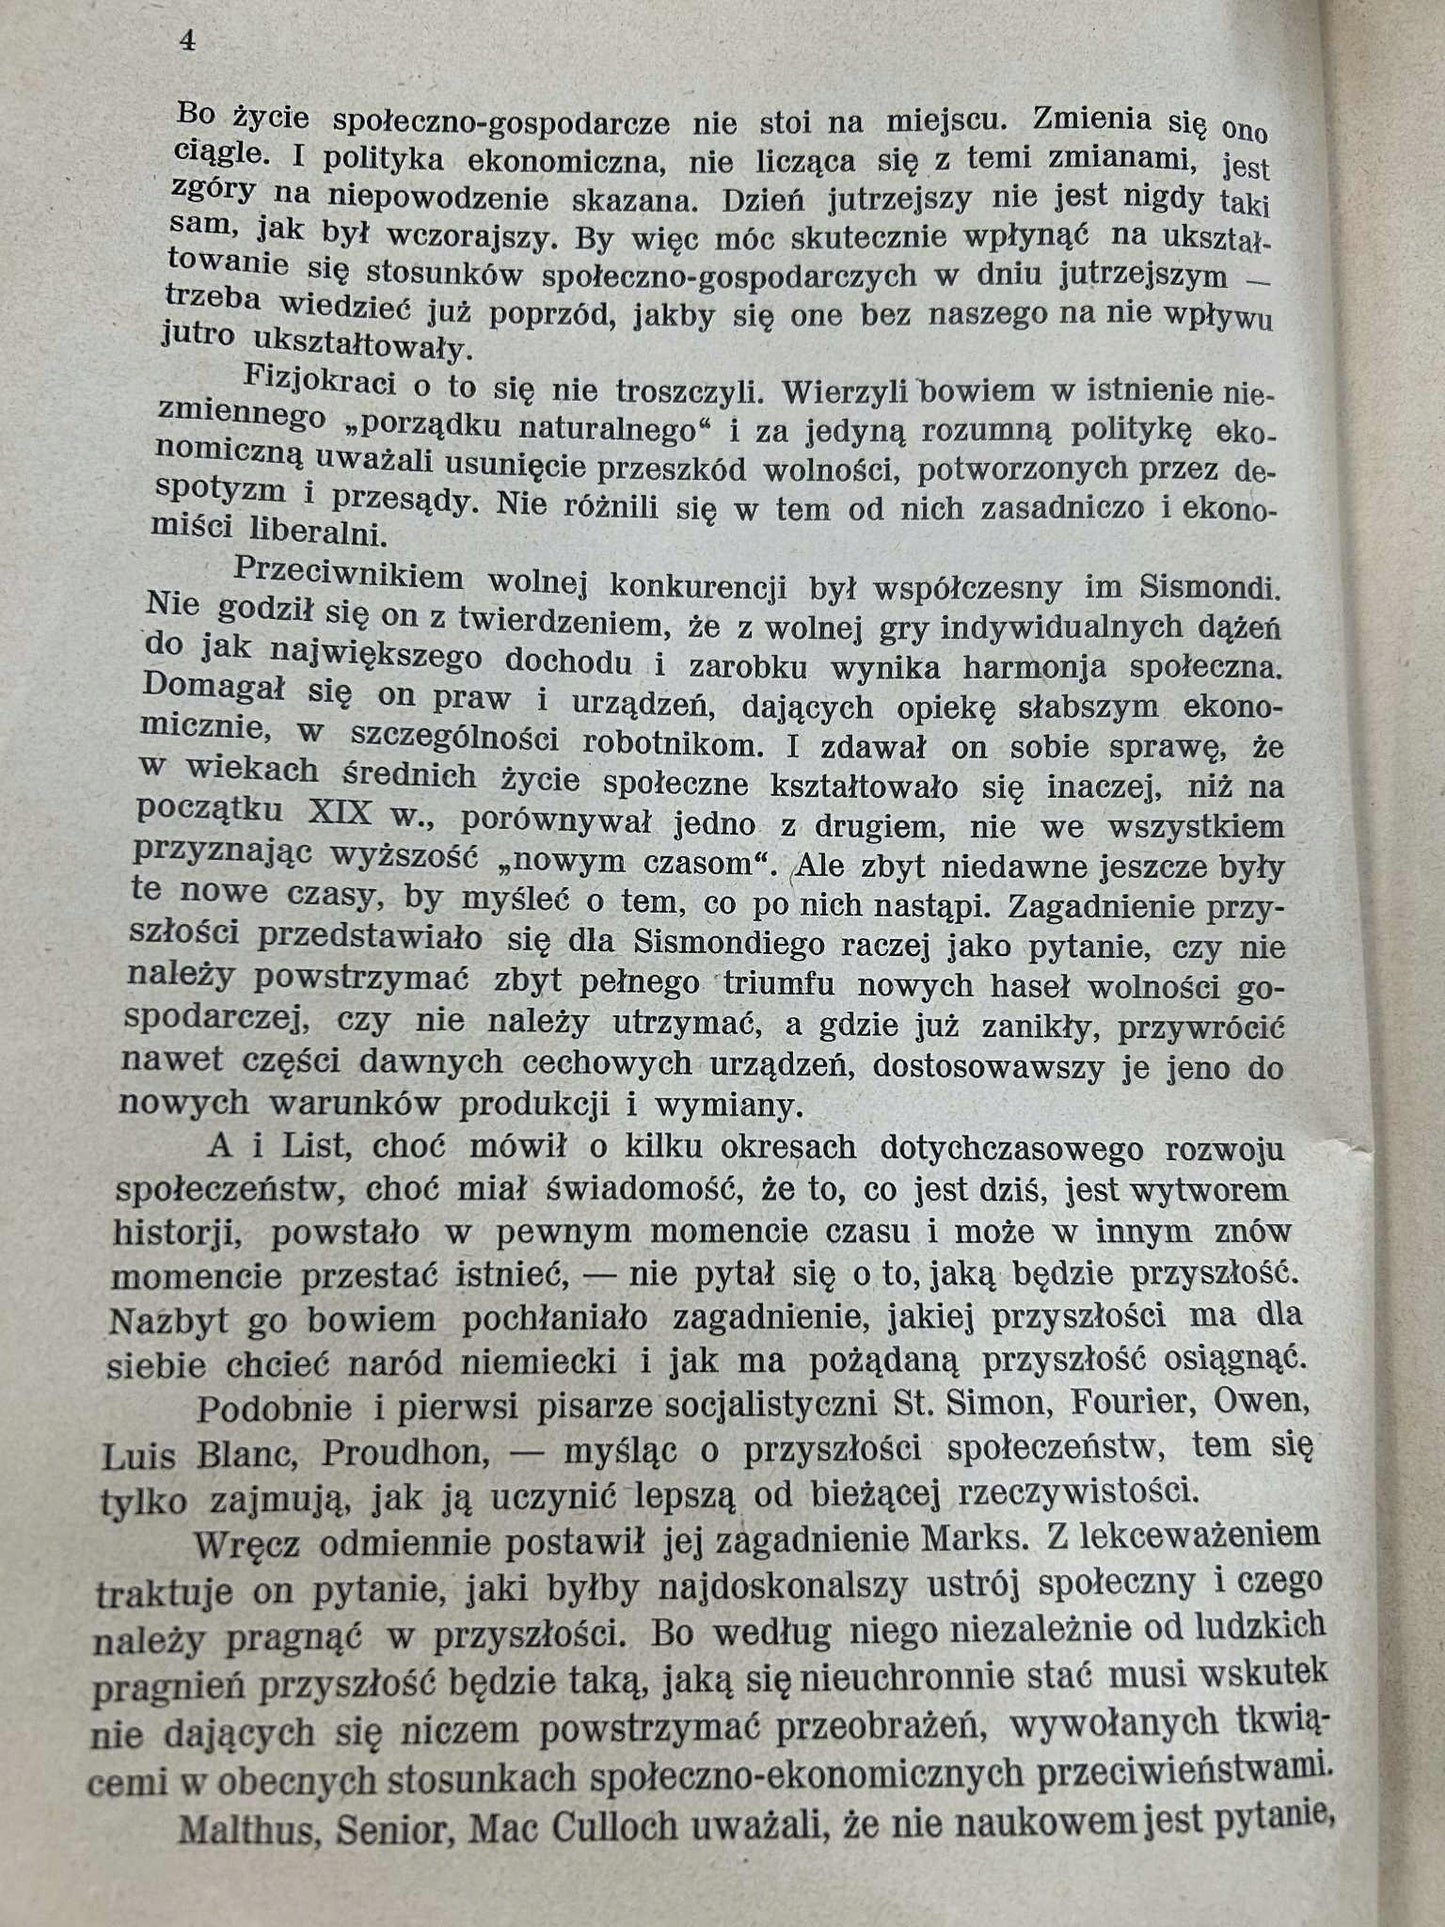 4
Bo życie społeczno-gospodarcze nie stoi na miejscu. Zmienia się ono
ciągle. I polityka ekonomiczna, nie licząca się z temi zmianami, jest
zgóry na niepowodzenie skazana. Dzień jutrzejszy nie jest nigdy taki
sam, jak był wczorajszy. By więc móc skutecznie wpłynąć na ukształ-
towanie się stosunków społeczno-gospodarczych w dniu jutrzejszym —
trzeba wiedzieć już poprzód, jakby się one bez naszego na nie wpływu
jutro ukształtowały.
Fizjokraci o to się nie troszczyli. Wierzyli bowiem w istnienie nie-
zmiennego „porządku naturalnego“ i za jedyną rozumną politykę eko-
nomiczną uważali usunięcie przeszkód wolności, potworzonych przez de-
spotyzm i przesądy. Nie różnili się w tem od nich zasadniczo i ekono-
miści liberalni.
Przeciwnikiem wolnej konkurencji był współczesny im Sismondi.
Nie godził się on z twierdzeniem, że z wolnej gry indywidualnych dążeń
do jak największego dochodu i zarobku wynika harmonja społeczna.
Domagał się on praw i urządzeń, dających opiekę słabszym ekono-
micznie, w szczególności robotnikom. I zdawał on sobie sprawę, że
w wiekach średnich życie społeczne kształtowało się inaczej, niż na
początku XIX w., porównywał jedno z drugiem, nie we wszystkiem
przyznając wyższość „nowym czasom“. Ale zbyt niedawne jeszcze były
te nowe czasy, by myśleć o tem, co po nich nastąpi. Zagadnienie przy-
szłości przedstawiało się dla Sismondiego raczej jako pytanie, czy nie
należy powstrzymać zbyt pełnego triumfu nowych haseł wolności go-
spodarczej, czy nie należy utrzymać, a gdzie już zanikły, przywrócić
nawet części dawnych cechowych urządzeń, dostosowawszy je jeno do
nowych warunków produkcji i wymiany.
A i List, choć mówił o kilku okresach dotychczasowego rozwoju
społeczeństw, choć miał świadomość, że to, co jest dziś, jest wytworem
historji, powstało w pewnym momencie czasu i może w innym znów
momencie przestać istnieć, — nie pytał się o to, jaką będzie przyszłość.
Nazbyt go bowiem pochłaniało zagadnienie, jakiej przyszłości ma dla
siebie chcieć naród niemiecki i jak ma pożądaną przyszłość osiągnąć.
Podobnie i pierwsi pisarze socjalistyczni St. Simon, Fourier, Owen,
Luis Blanc, Proudhon, — myśląc o przyszłości społeczeństw, tem się
tylko zajmują, jak ją uczynić lepszą od bieżącej rzeczywistości.
Wręcz odmiennie postawił jej zagadnienie Marks. Z lekceważeniem
traktuje on pytanie, jaki byłby najdoskonalszy ustrój społeczny i czego
należy pragnąć w przyszłości. Bo według niego niezależnie od ludzkich
pragnień przyszłość będzie taką, jaką się nieuchronnie stać musi wskutek
nie dających się niczem powstrzymać przeobrażeń, wywołanych tkwią-
cemi w obecnych stosunkach społeczno-ekonomicznych przeciwieństwami.
Malthus, Senior, Mac Culloch uważali, że nie naukowem jest pytanie,